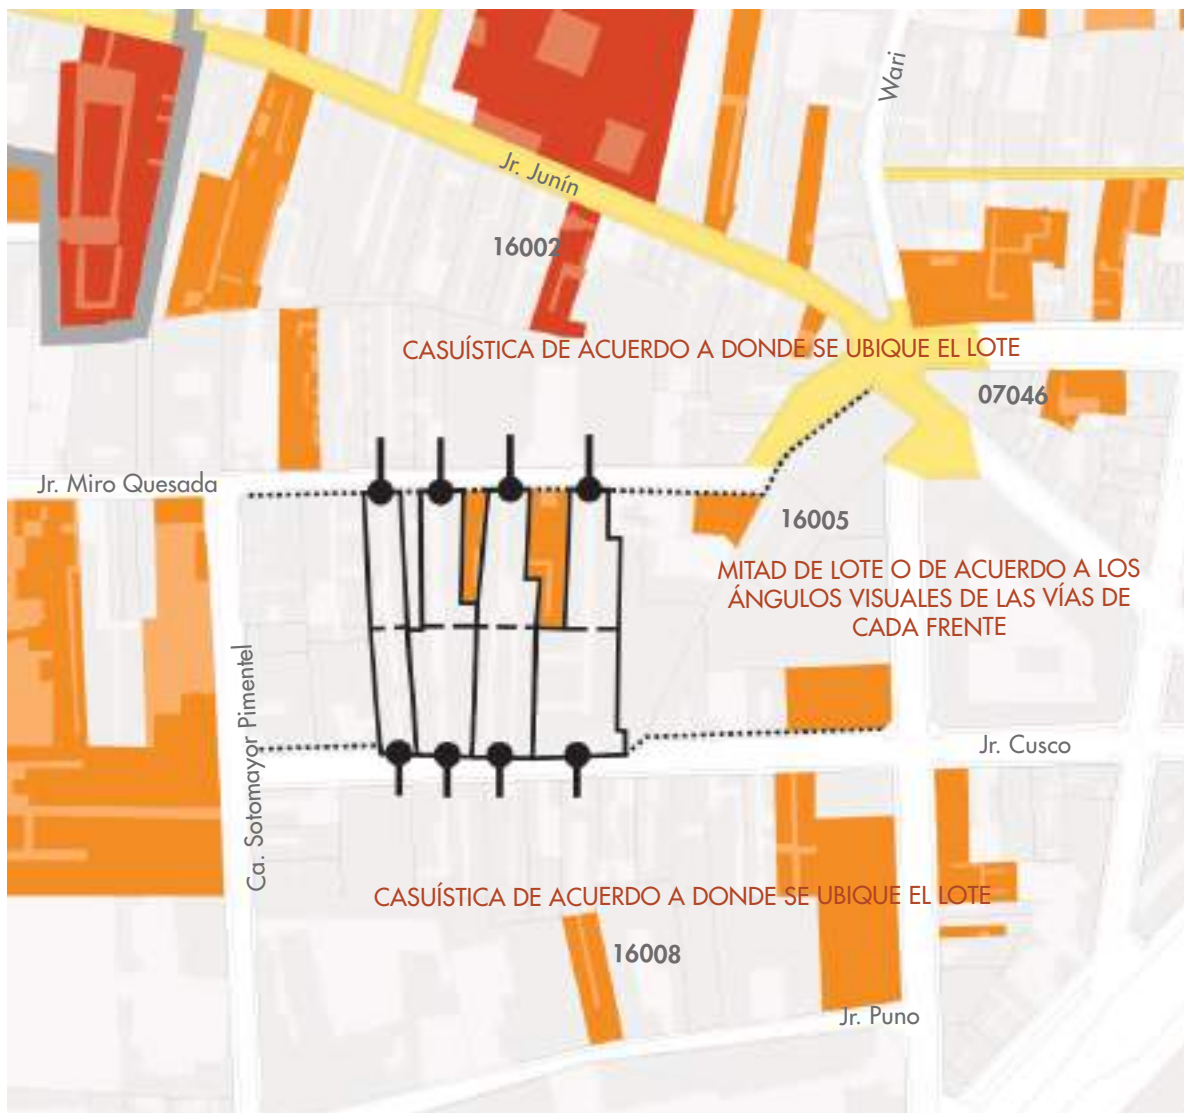 Wari
Jr. Junín
16002
CASUÍSTICA DE ACUERDO A DONDE SE UBIQUE EL LOTE
07046
Jr. Miro Quesada
16005
MITAD DE LOTE O DE ACUERDO A LOS
ÁNGULOS VISUALES DE LAS VÍAS DE
CADA FRENTE
Ca. Sotomayor Pimentel
Jr. Cusco
CASUÍSTICA DE ACUERDO A DONDE SE UBIQUE EL LOTE
16008
Jr. Puno